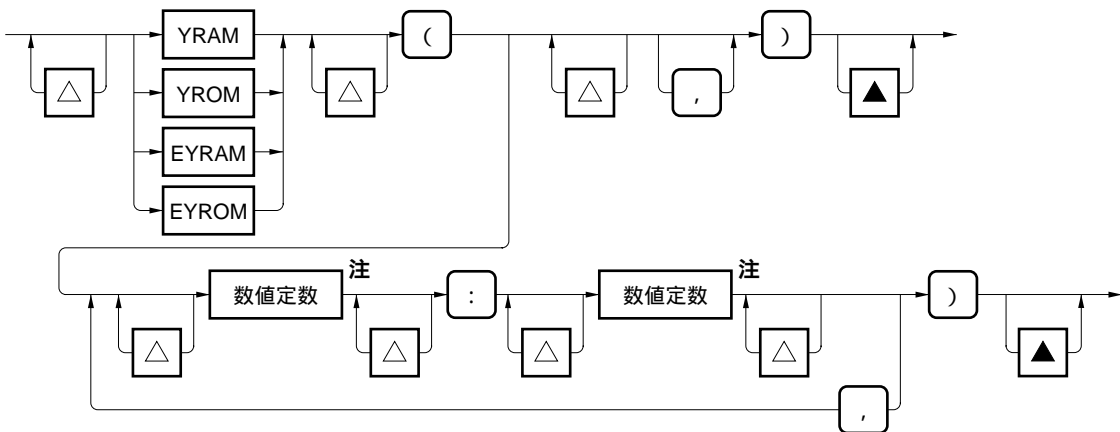 YRAM ( )
△ △ △ , ▲
YROM
EYRAM
EYROM
数値定数 注 : 数値定数 注 )
△ △ △ △ ▲
,